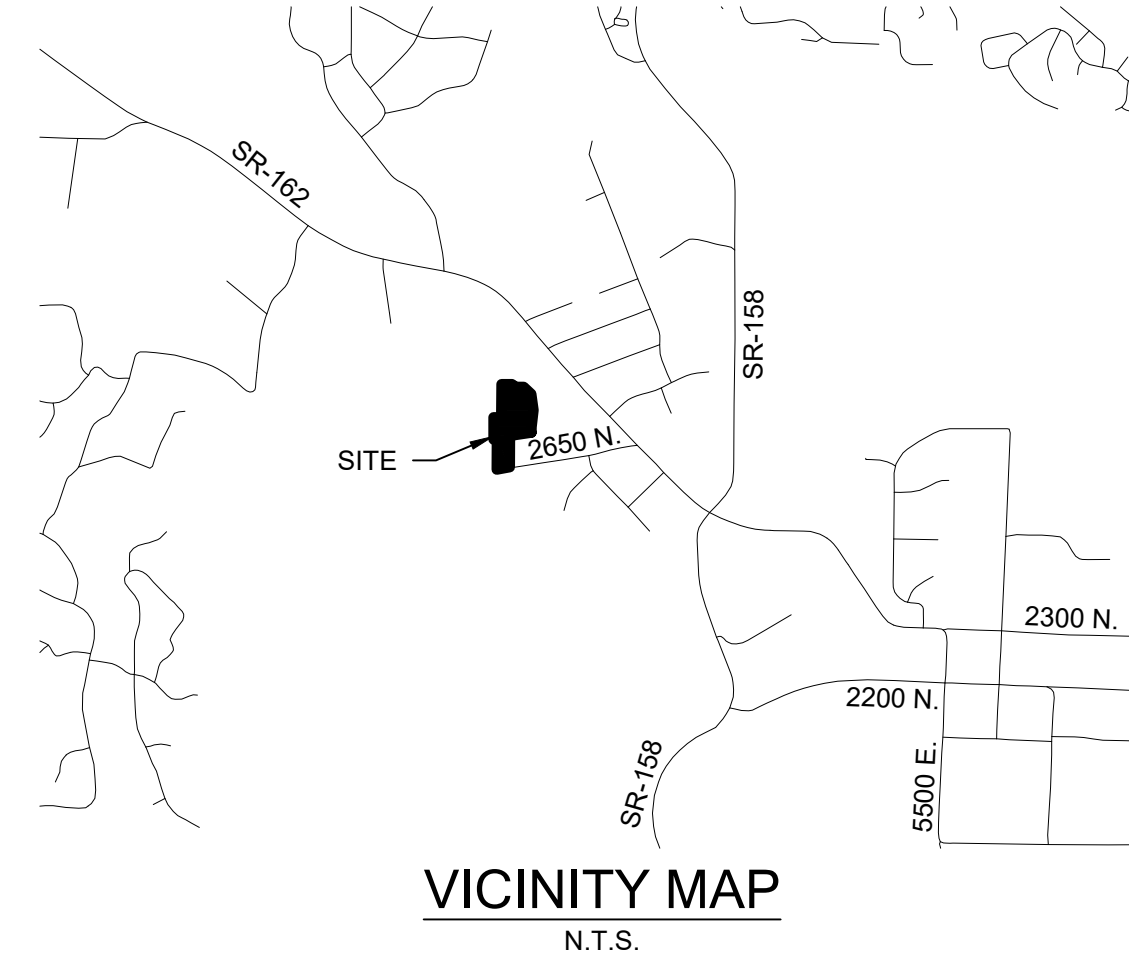 SR-162
SR-158
2650 N.
SITE
2300 N.
2200 N.
SR-158
5500 E.
VICINITY MAP
N.T.S.